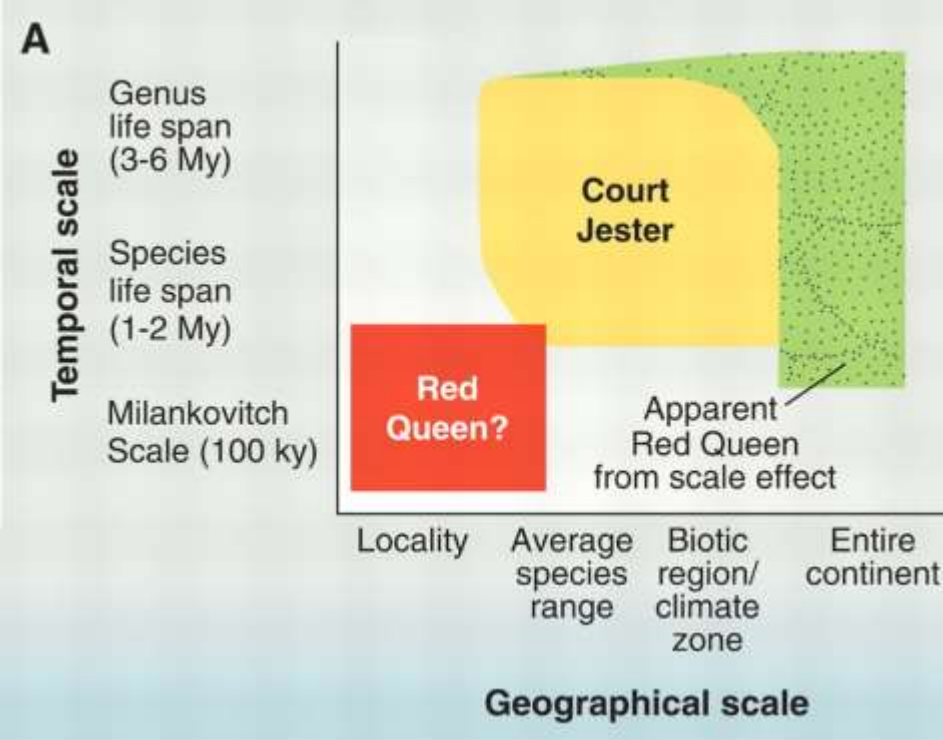 A
Temporal scale
Genus
life span
(3-6 My)
Species
life span
(1-2 My)
Milankovitch
Scale (100 ky)
Court
Jester
Red
Queen?
Apparent
Red Queen
from scale effect
Locality
Average
species
range
Biotic
region/
climate
zone
Entire
continent
Geographical scale